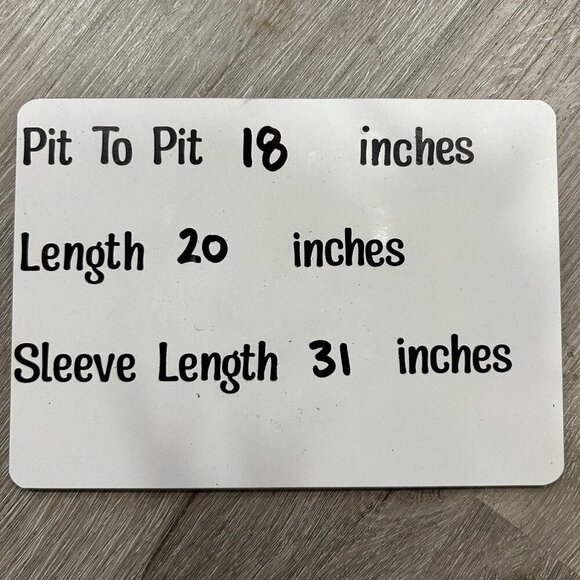 Pit To Pit 18 inches
Length 20 inches
Sleeve Length 31 inches